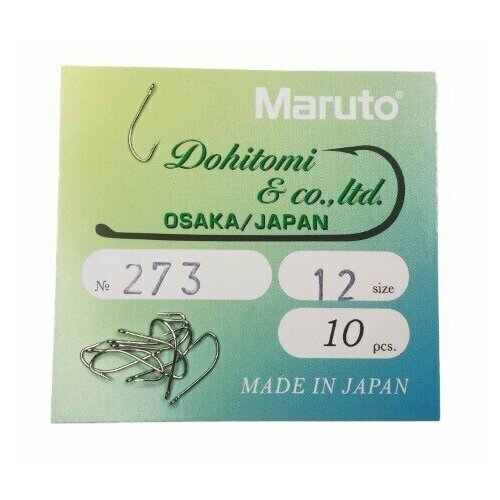 Maruto®
Dohitomi
& co.,ltd.
OSAKA/JAPAN
№ 273
12 size
10 pcs.
MADE IN JAPAN